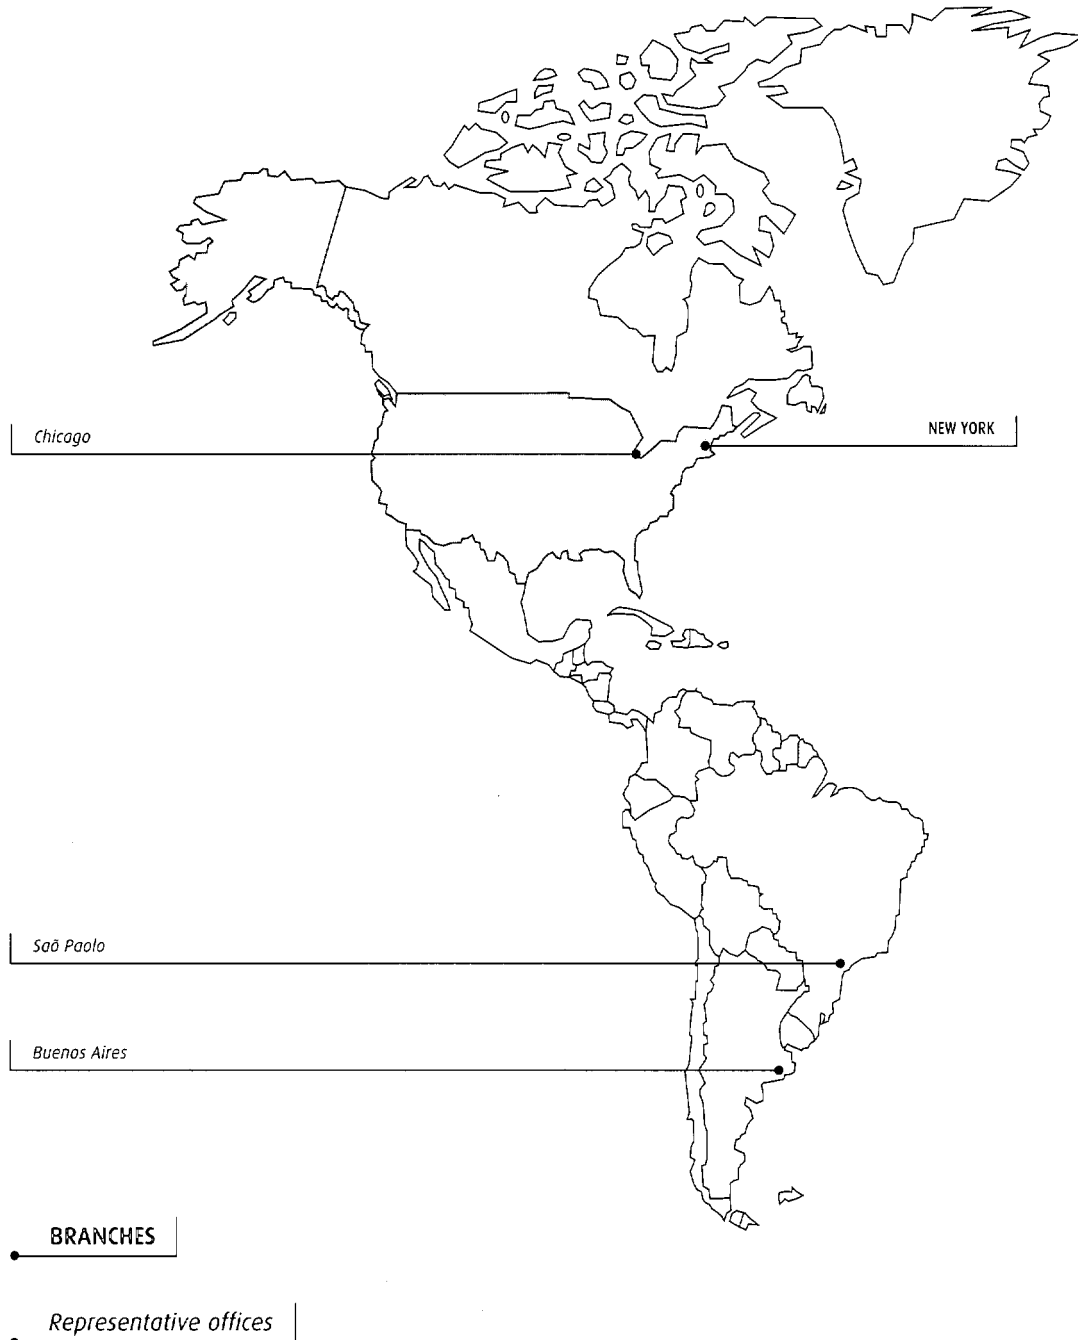 Chicago
NEW YORK
Saõ Paolo
Buenos Aires
BRANCHES
Representative offices